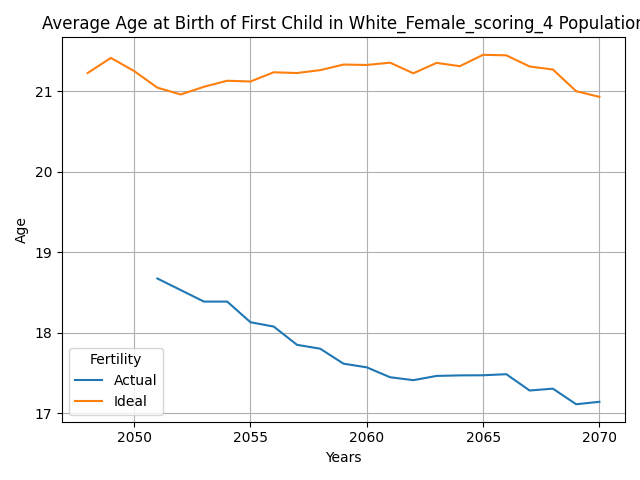 Average Age at Birth of First Child in White_Female_scoring_4 Population
21
20
19
18
17
Age
Fertility
Actual
Ideal
2050 2055 2060 2065 2070
Years